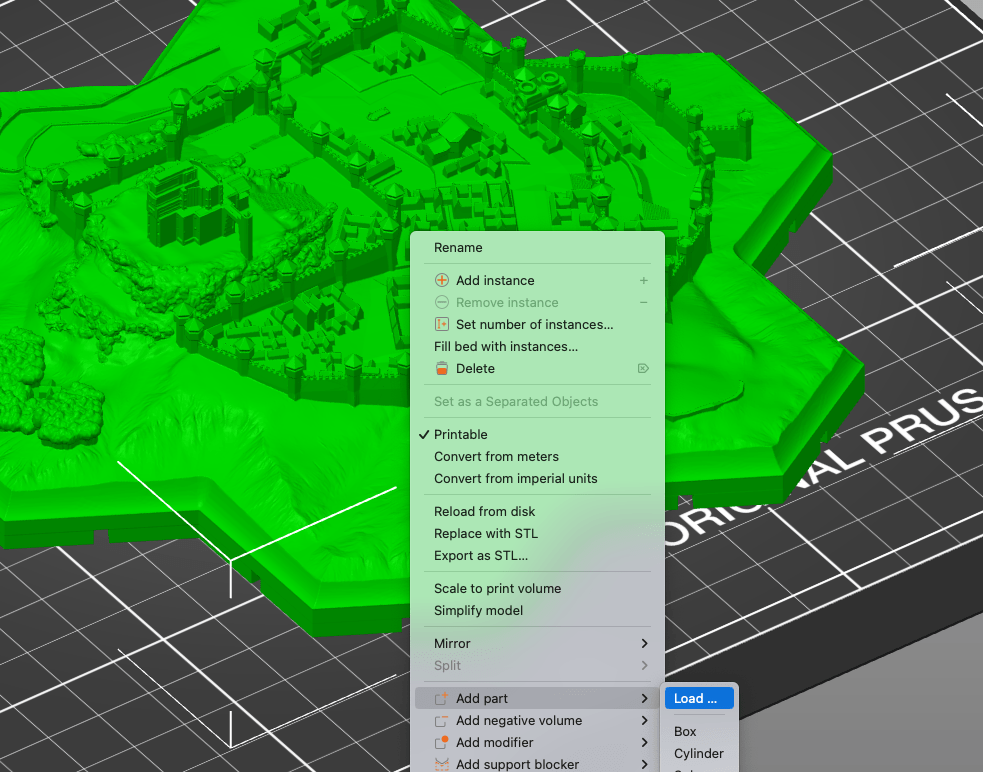 Rename
Add instance +
Remove instance −
Set number of instances...
Fill bed with instances...
Delete
Set as a Separated Objects
Printable
Convert from meters
Convert from imperial units
Reload from disk
Replace with STL
Export as STL...
Scale to print volume
Simplify model
Mirror
Split
Add part
Load ...
Add negative volume
Box
Add modifier
Cylinder
Add support blocker